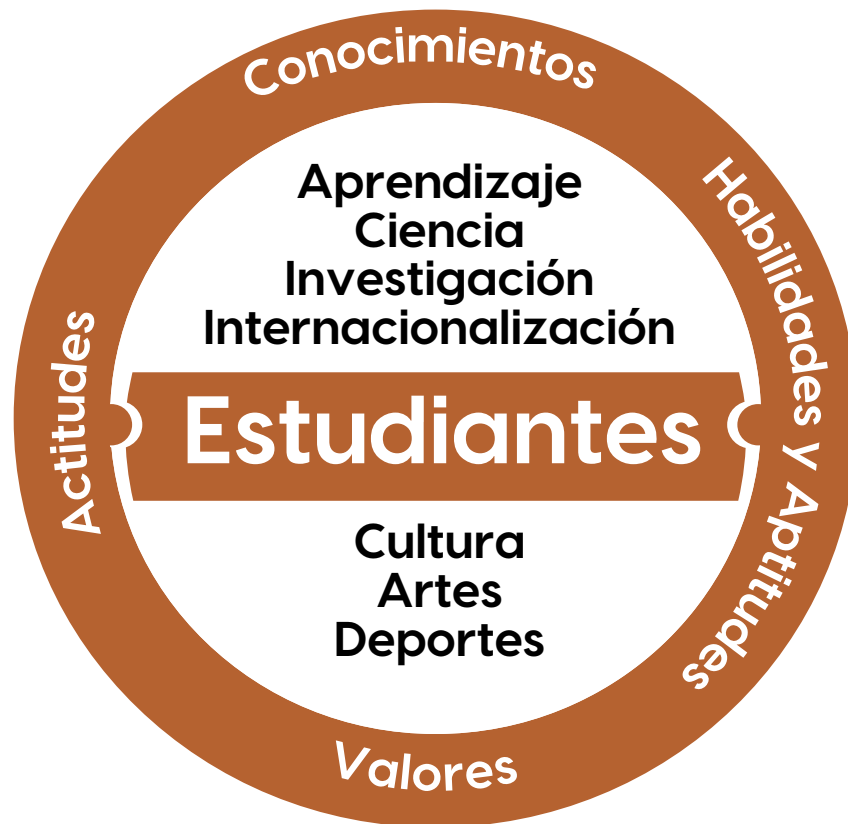 Conocimientos
Habilidades y Aptitudes
Aprendizaje
Ciencia
Investigación
Internacionalización
Actitudes
Estudiantes
Cultura
Artes
Deportes
Valores